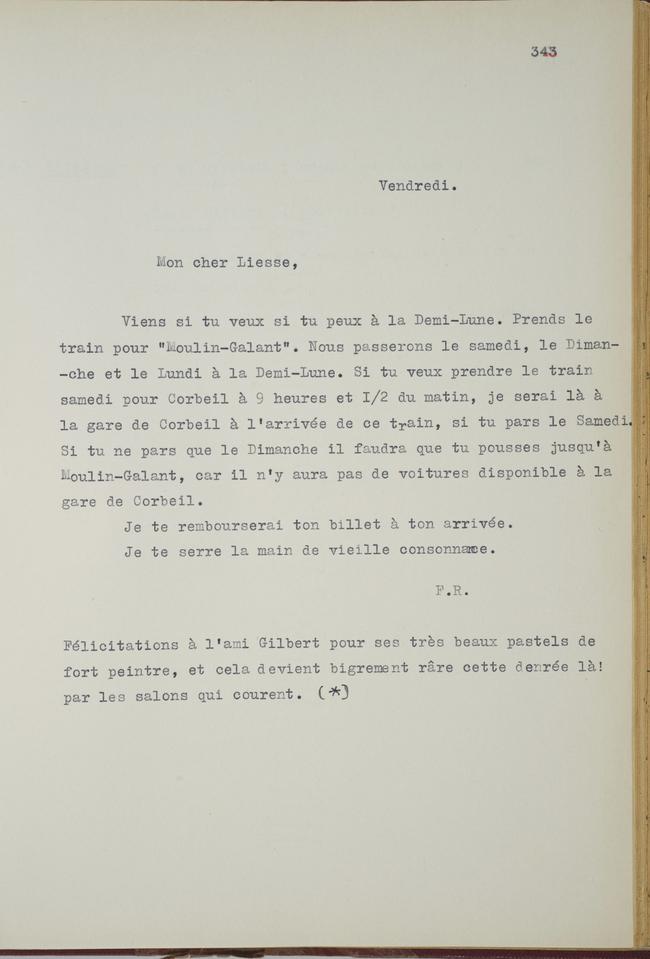 343
Vendredi.
Mon cher Liesse,
Viens si tu veux si tu peux à la Demi-Lune. Prends le
train pour "Moulin-Galant". Nous passerons le samedi, le Diman-
-che et le Lundi à la Demi-Lune. Si tu veux prendre le train
samedi pour Corbeil à 9 heures et I/2 du matin, je serai là à
la gare de Corbeil à l'arrivée de ce train, si tu pars le Samedi.
Si tu ne pars que le Dimanche il faudra que tu pousses jusqu'à
Moulin-Galant, car il n'y aura pas de voitures disponible à la
gare de Corbeil.
Je te rembourserai ton billet à ton arrivée.
Je te serre la main de vieille consonnance.
F.R.
Félicitations à l'ami Gilbert pour ses très beaux pastels de
fort peintre, et cela devient bigrement râre cette denrée là!
par les salons qui courent. (*)